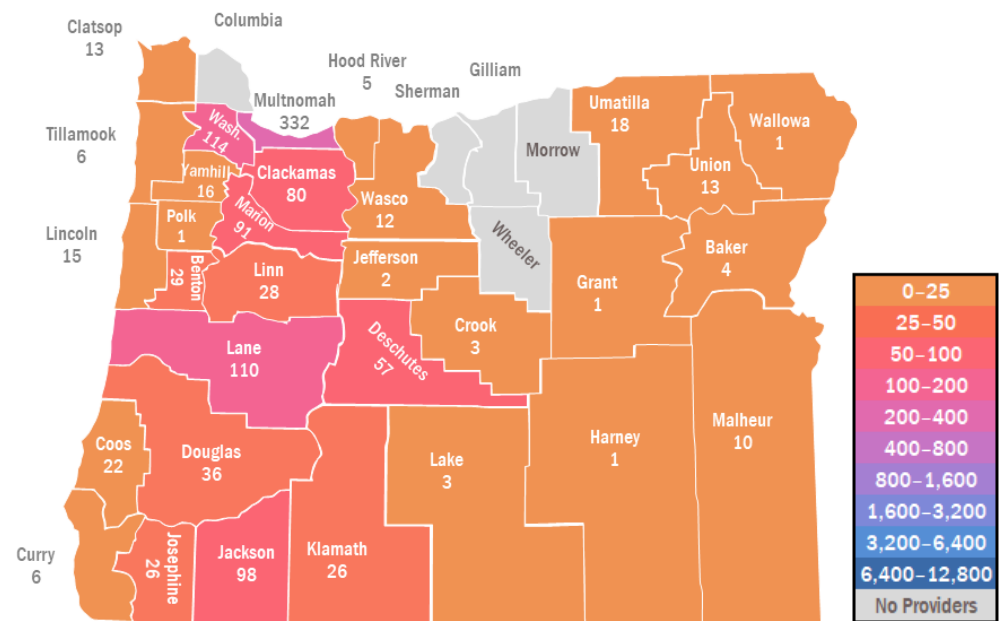 Clatsop
13
Columbia
Hood River
5
Gilliam
Sherman
Multnomah
332
Tillamook
6
Wash.
114
Yamhill
16
Clackamas
80
Marion
91
Polk
1
Lincoln
15
Benton
29
Linn
28
Wasco
12
Jefferson
2
Morrow
Wheeler
Umatilla
18
Union
13
Wallowa
1
Baker
4
Grant
1
Crook
3
Deschutes
57
Lane
110
Coos
22
Douglas
36
Lake
3
Harney
1
Malheur
10
Curry
6
Josephine
26
Jackson
98
Klamath
26
0–25
25–50
50–100
100–200
200–400
400–800
800–1,600
1,600–3,200
3,200–6,400
6,400–12,800
No Providers